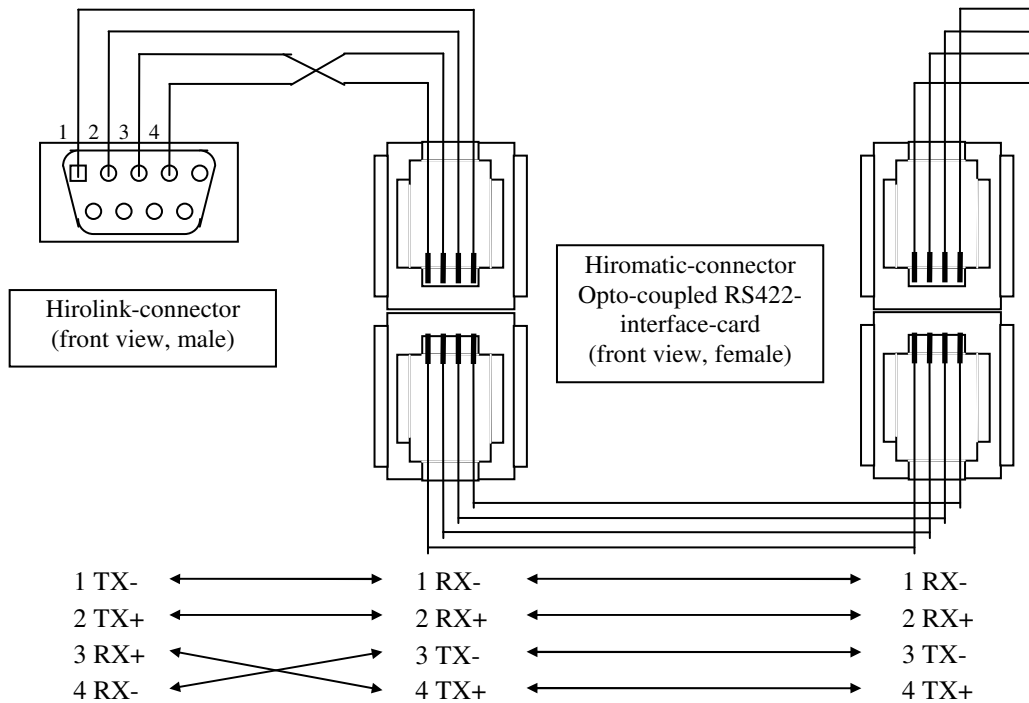 1 2 3 4
Hirolink-connector
(front view, male)
Hiromatic-connector
Opto-coupled RS422-
interface-card
(front view, female)
1 TX- 1 RX- 1 RX-
2 TX+ 2 RX+ 2 RX+
3 RX+ 3 TX- 3 TX-
4 RX- 4 TX+ 4 TX+